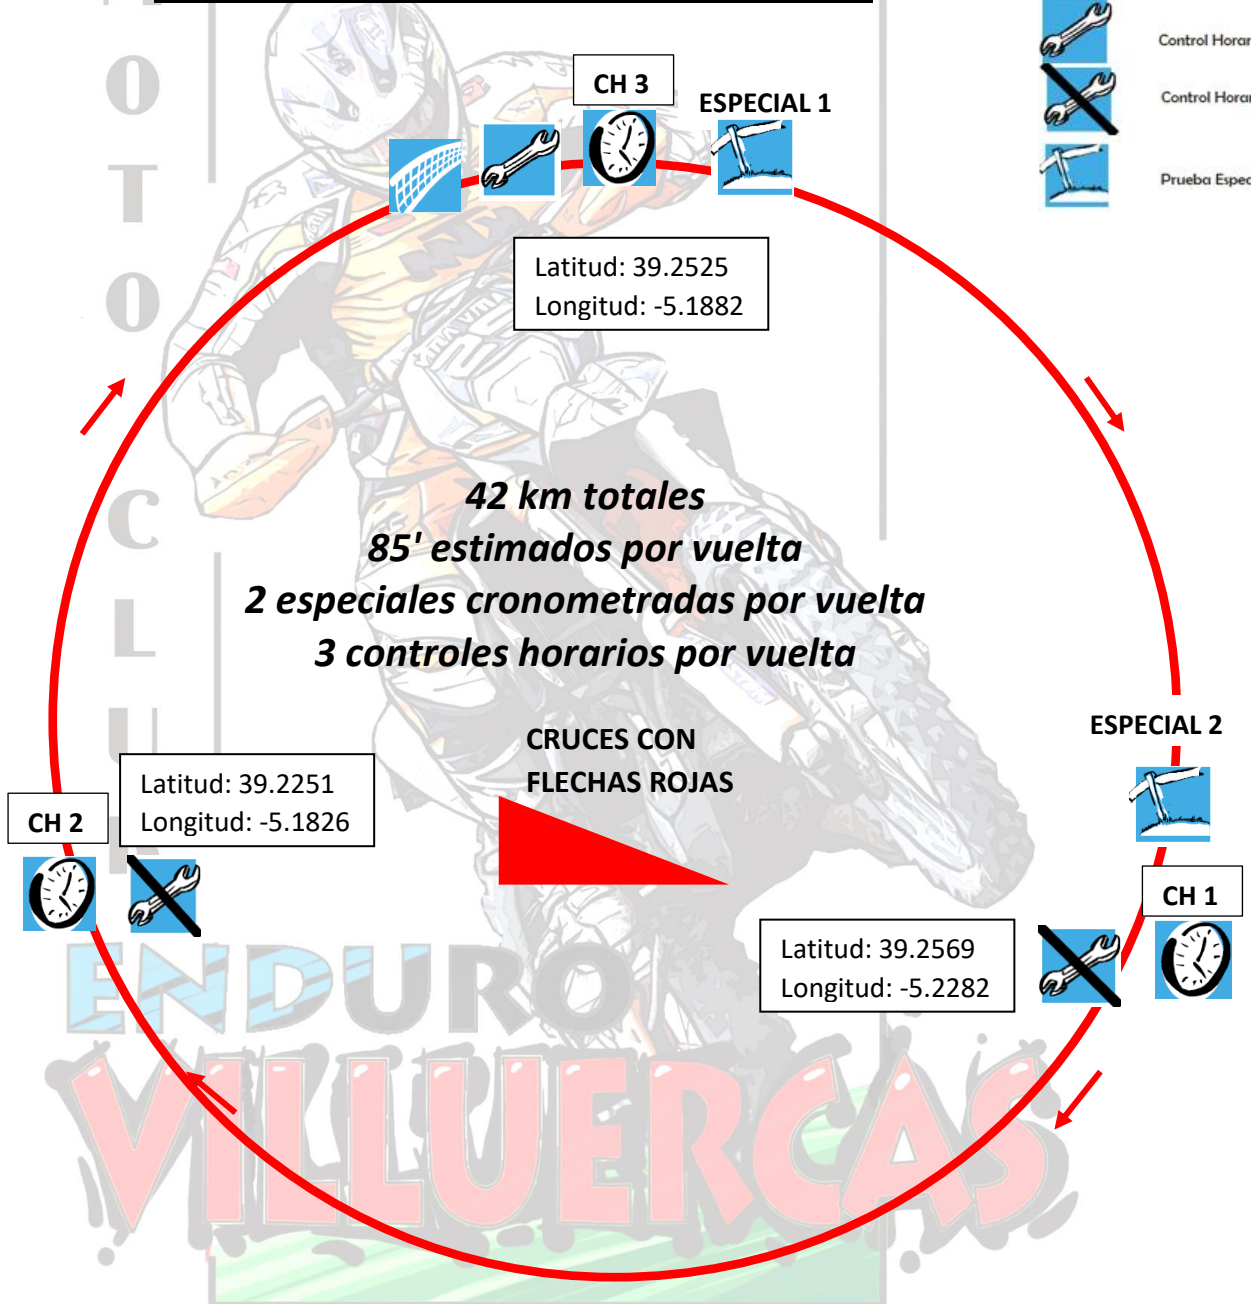 CH 3
ESPECIAL 1
Control Horar
Control Horar
Prueba Espec
Latitud: 39.2525
Longitud: -5.1882
42 km totales
85' estimados por vuelta
2 especiales cronometradas por vuelta
3 controles horarios por vuelta
CRUCES CON
FLECHAS ROJAS
ESPECIAL 2
Latitud: 39.2251
Longitud: -5.1826
CH 2
CH 1
Latitud: 39.2569
Longitud: -5.2282
O
T
O
C
L
U
ENDURO
VILLUERCAS